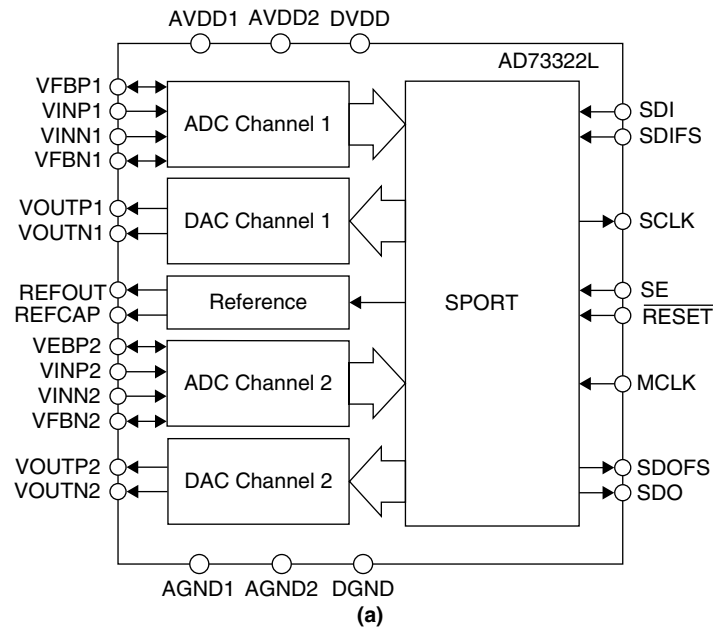 AVDD1 AVDD2 DVDD
AD73322L
VFBP1
VINP1
VINN1
VFBN1
ADC Channel 1
VOUTP1
VOUTN1
DAC Channel 1
REFOUT
REFCAP
Reference
VEBP2
VINP2
VINN2
VFBN2
ADC Channel 2
VOUTP2
VOUTN2
DAC Channel 2
SPORT
SDI
SDIFS
SCLK
SE
RESET
MCLK
SDOFS
SDO
AGND1 AGND2 DGND
(a)